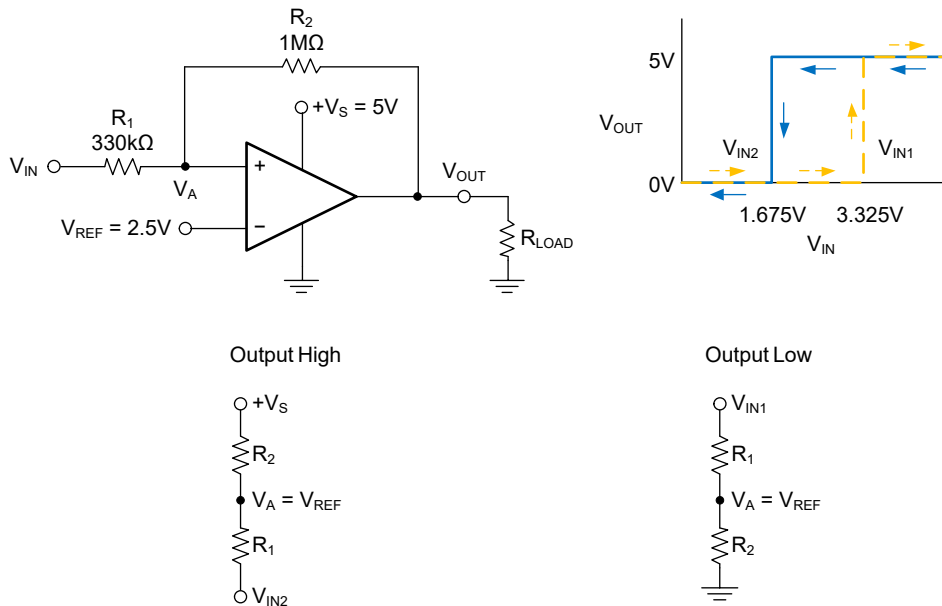 R2
1MΩ
+VS = 5V
R1
330kΩ
VIN
VA
+
VOUT
VREF = 2.5V
−
RLOAD
5V
VOUT
VIN2
VIN1
0V
1.675V
3.325V
VIN
Output High
+VS
R2
VA = VREF
R1
VIN2
Output Low
VIN1
R1
VA = VREF
R2